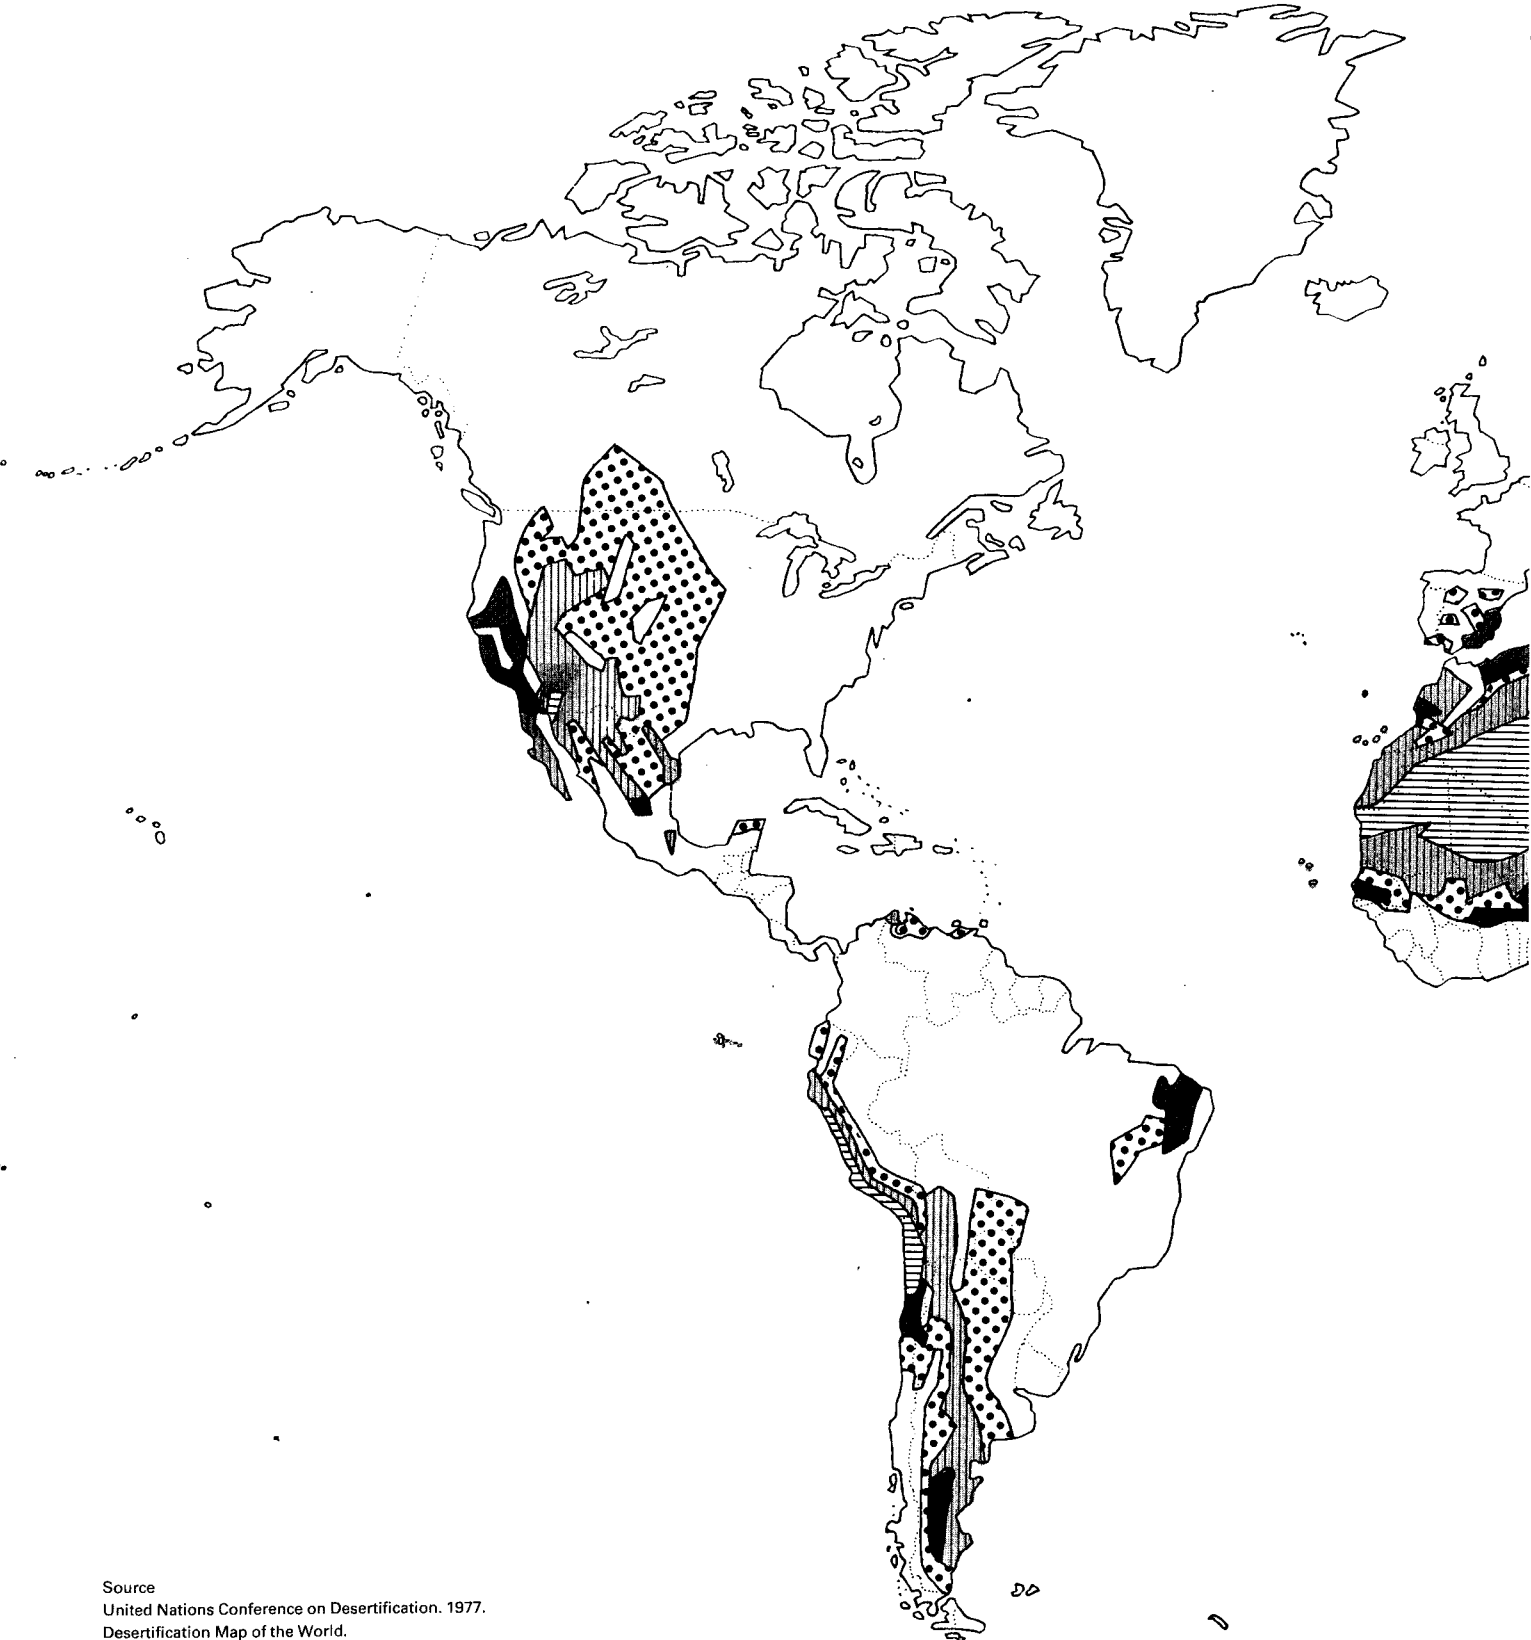 Source
United Nations Conference on Desertification. 1977.
Desertification Map of the World.